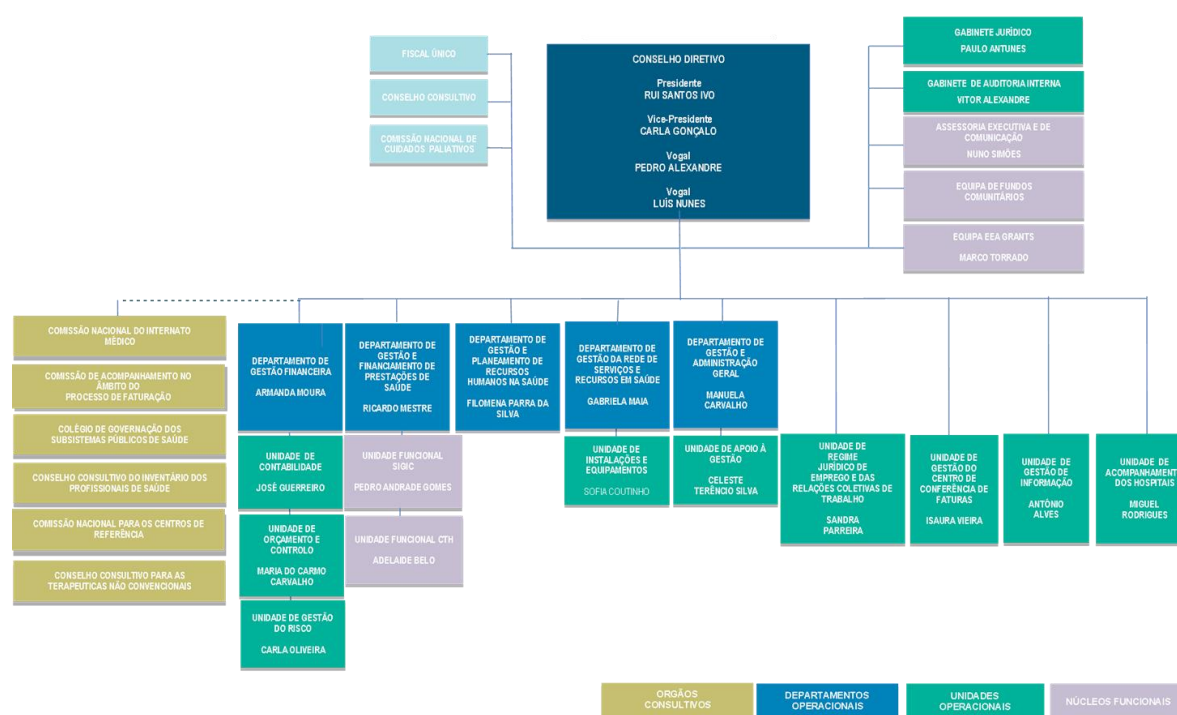 FISCAL ÚNICO
CONSELHO CONSULTIVO
COMISSÃO NACIONAL DE
CUIDADOS PALIATIVOS
CONSELHO DIRETIVO
Presidente
RUI SANTOS IVO
Vice-Presidente
CARLA GONÇALO
Vogal
PEDRO ALEXANDRE
Vogal
LUÌS NUNES
GABINETE JURÍDICO
PAULO ANTUNES
GABINETE DE AUDITORIA INTERNA
VITOR ALEXANDRE
ASSESSORIA EXECUTIVA E DE
COMUNICAÇÃO
NUNO SIMÕES
EQUIPA DE FUNDOS
COMUNITÁRIOS
EQUIPA EEA GRANTS
MARCO TORRADO
COMISSÃO NACIONAL DO INTERNATO
MÉDICO
COMISSÃO DE ACOMPANHAMENTO NO
ÂMBITO DO
PROCESSO DE FATURAÇÃO
COLÉGIO DE GOVERNAÇÃO DOS
SUBSISTEMAS PÚBLICOS DE SAÚDE
CONSELHO CONSULTIVO DO INVENTÁRIO DOS
PROFISSIONAIS DE SAÚDE
COMISSÃO NACIONAL PARA OS CENTROS DE
REFERÊNCIA
CONSELHO CONSULTIVO PARA AS
TERAPEUTICAS NÃO CONVENCIONAIS
DEPARTAMENTO DE
GESTÃO FINANCEIRA
ARMANDA MOURA
UNIDADE DE
CONTABILIDADE
JOSÉ GUERREIRO
UNIDADE DE
ORÇAMENTO E
CONTROLO
MARIA DO CARMO
CARVALHO
UNIDADE DE GESTÃO
DO RISCO
CARLA OLIVEIRA
DEPARTAMENTO DE
GESTÃO E
FINANCIAMENTO DE
PRESTAÇÕES DE
SAÚDE
RICARDO MESTRE
UNIDADE FUNCIONAL
SIGIC
PEDRO ANDRADE GOMES
UNIDADE FUNCIONAL CTH
ADELAIDE BELO
DEPARTAMENTO DE
GESTÃO E
PLANEAMENTO DE
RECURSOS
HUMANOS NA SAÚDE
FILOMENA PARRA DA
SILVA
DEPARTAMENTO DE
GESTÃO DA REDE DE
SERVIÇOS E
RECURSOS EM SAÚDE
GABRIELA MAIA
UNIDADE DE
INSTALAÇÕES E
EQUIPAMENTOS
SOFIA COUTINHO
DEPARTAMENTO DE
GESTÃO E
ADMINISTRAÇÃO
GERAL
MANUELA
CARVALHO
UNIDADE DE APOIO À
GESTÃO
CELESTE
TERÊNCIO SILVA
UNIDADE DE
REGIME
JURÍDICO DE
EMPREGO E DAS
RELAÇÕES COLETIVAS DE
TRABALHO
SANDRA
PARREIRA
UNIDADE DE
GESTÃO DO
CENTRO DE
CONFERÊNCIA DE
FATURAS
ISAURA VIEIRA
UNIDADE DE
GESTÃO DE
INFORMAÇÃO
ANTÓNIO
ALVES
UNIDADE DE
ACOMPANHAMENTO
DOS HOSPITAIS
MIGUEL
RODRIGUES
ORGÃOS
CONSULTIVOS
DEPARTAMENTOS
OPERACIONAIS
UNIDADES
OPERACIONAIS
NÚCLEOS FUNCIONAIS